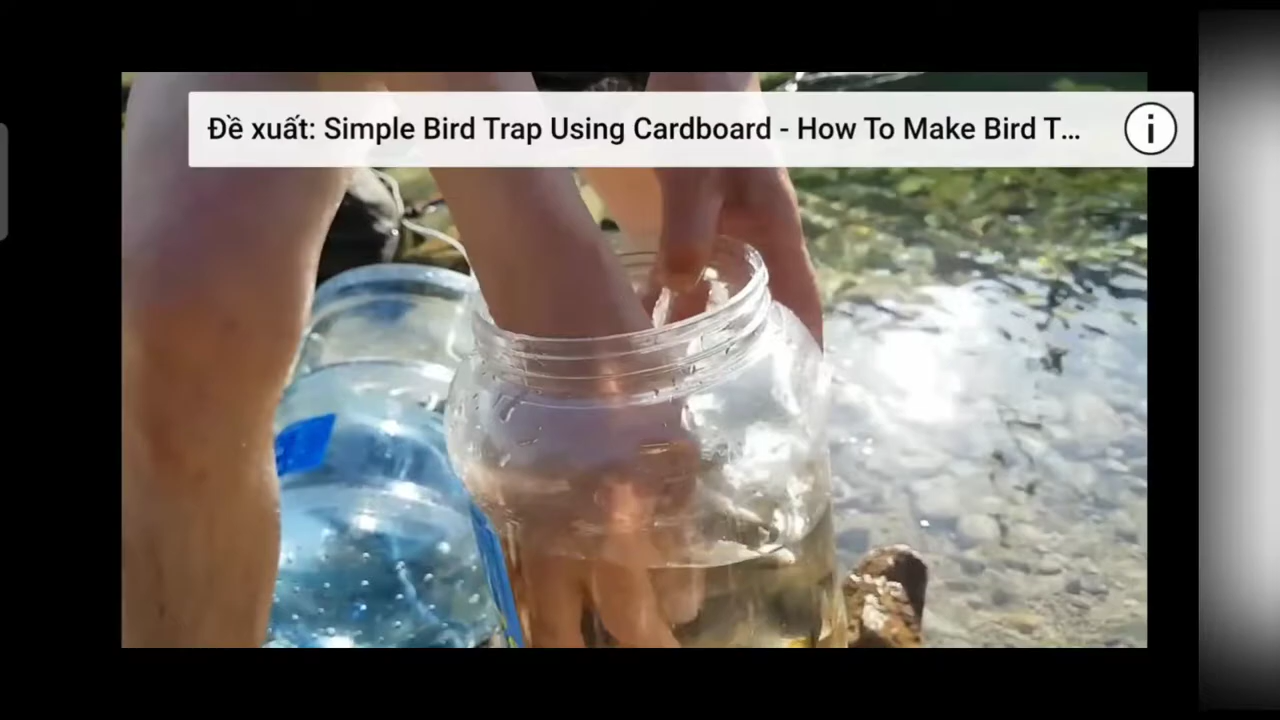 Đề xuất: Simple Bird Trap Using Cardboard - How To Make Bird T...